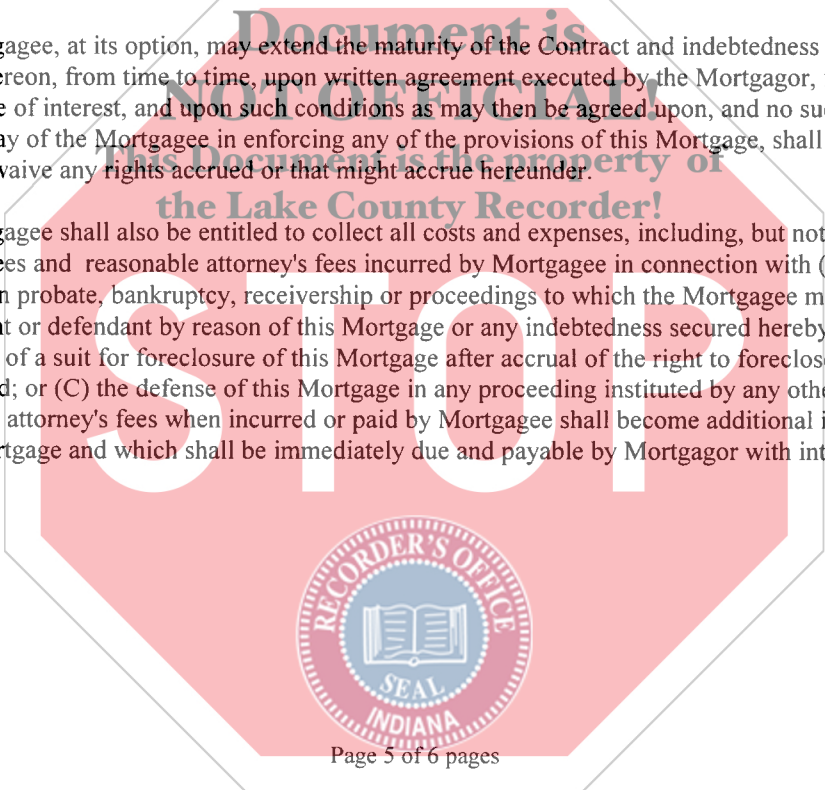 Document is
gagee, at its option, may extend the maturity of the Contract and indebtedness
ereon, from time to time, upon written agreement executed by the Mortgagor,
NOT OFFICIAL!
e of interest, and upon such conditions as may then be agreed upon, and no su
ay of the Mortgagee in enforcing any of the provisions of this Mortgage, shall
This Document is the property of
vaive any rights accrued or that might accrue hereunder.
the Lake County Recorder!
gagee shall also be entitled to collect all costs and expenses, including, but not
ees and reasonable attorney's fees incurred by Mortgagee in connection with (
n probate, bankruptcy, receivership or proceedings to which the Mortgagee m
t or defendant by reason of this Mortgage or any indebtedness secured hereby
of a suit for foreclosure of this Mortgage after accrual of the right to foreclos
d; or (C) the defense of this Mortgage in any proceeding instituted by any oth
attorney's fees when incurred or paid by Mortgagee shall become additional i
rtgage and which shall be immediately due and payable by Mortgagor with int
STOP
RECORDER'S OFFICE
SEAL
INDIANA
Page 5 of 6 pages